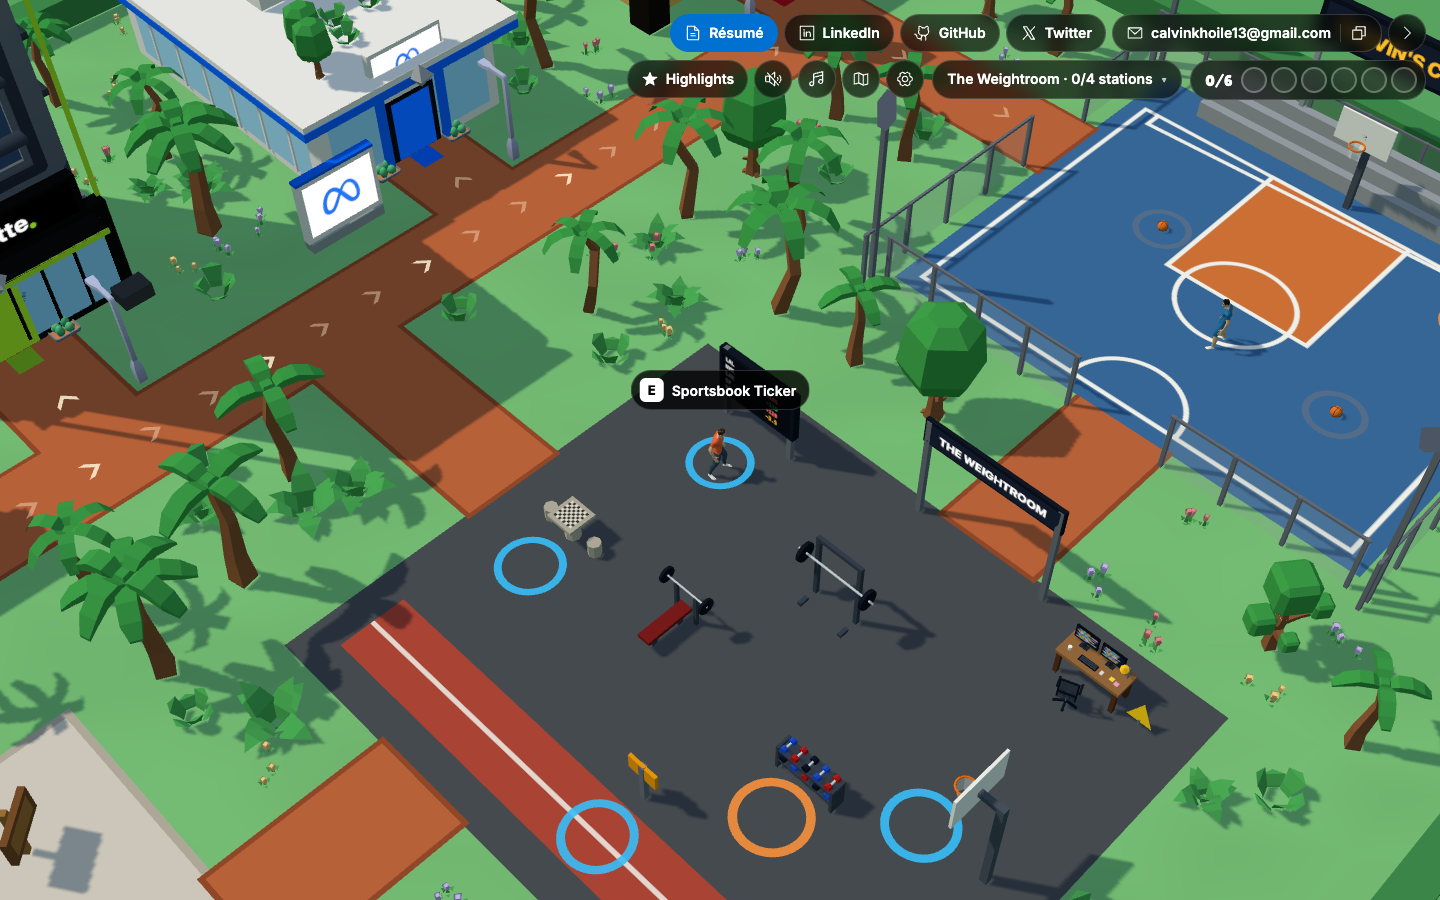 Résumé
LinkedIn
GitHub
Twitter
calvinkhoile13@gmail.com
Highlights
The Weightroom · 0/4 stations
0/6
E Sportsbook Ticker
THE WEIGHTROOM